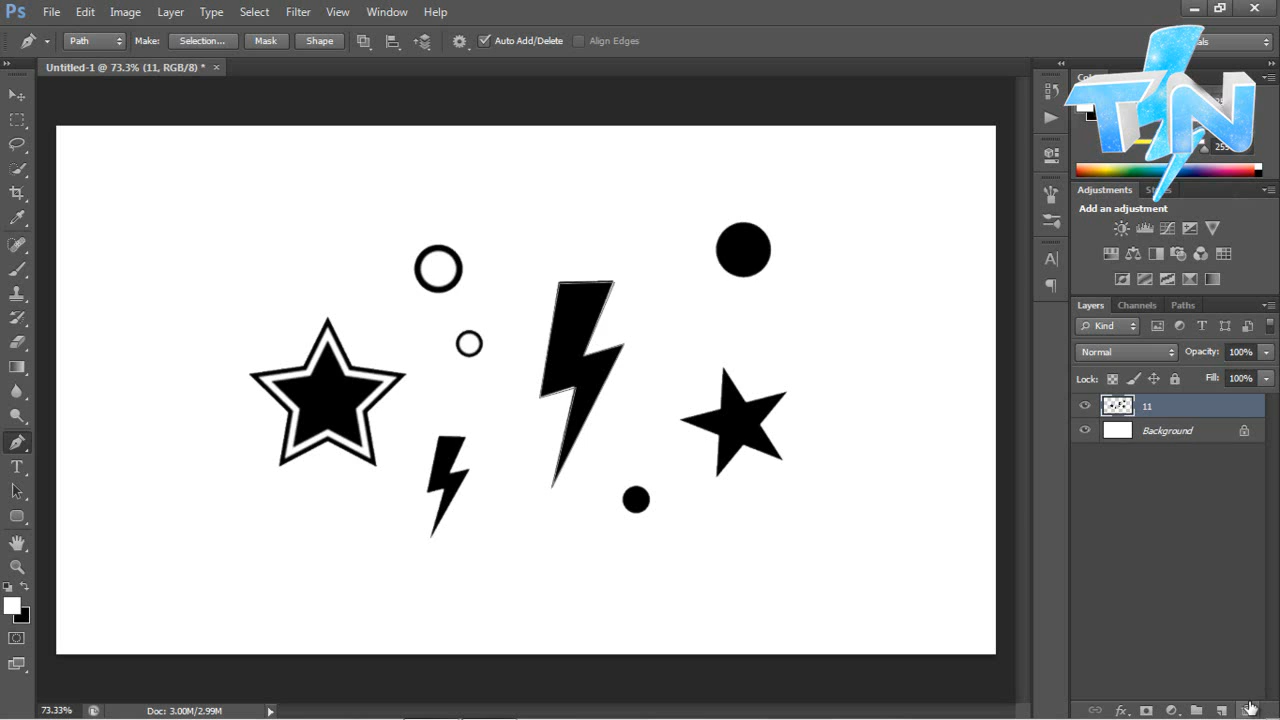 Ps File Edit Image Layer Type Select Filter View Window Help
Path Make: Selection... Mask Shape Auto Add/Delete Align Edges
Untitled-1 @ 73.3% (11, RGB/8) *
TN
Adjustments
Add an adjustment
Layers Channels Paths
Kind
Normal Opacity: 100%
Lock: Fill: 100%
11
Background
73.33% Doc: 3.00M/2.99M